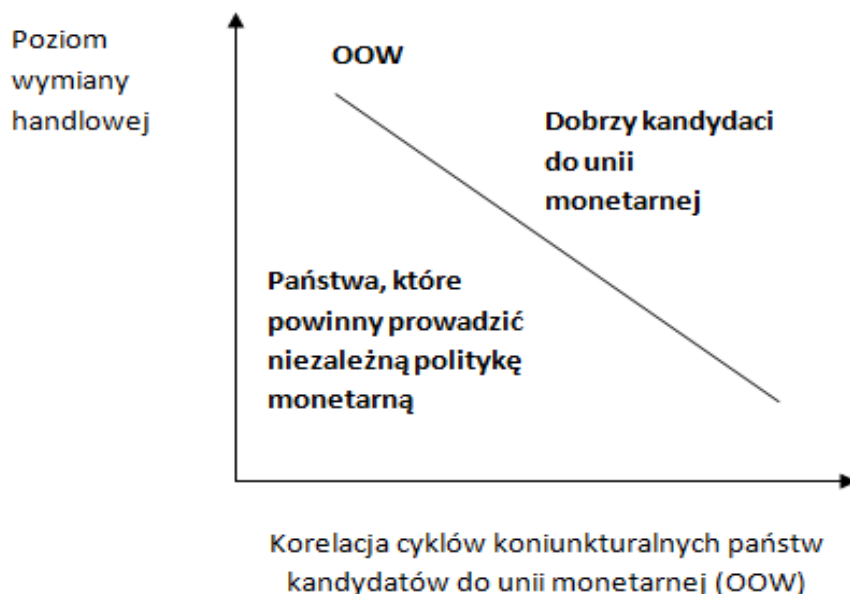 Poziom
wymiany
handlowej
OOW
Dobrzy kandydaci
do unii
monetarnej
Państwa, które
powinny prowadzić
niezależną politykę
monetarną
Korelacja cyklów koniunkturalnych państw
kandydatów do unii monetarnej (OOW)